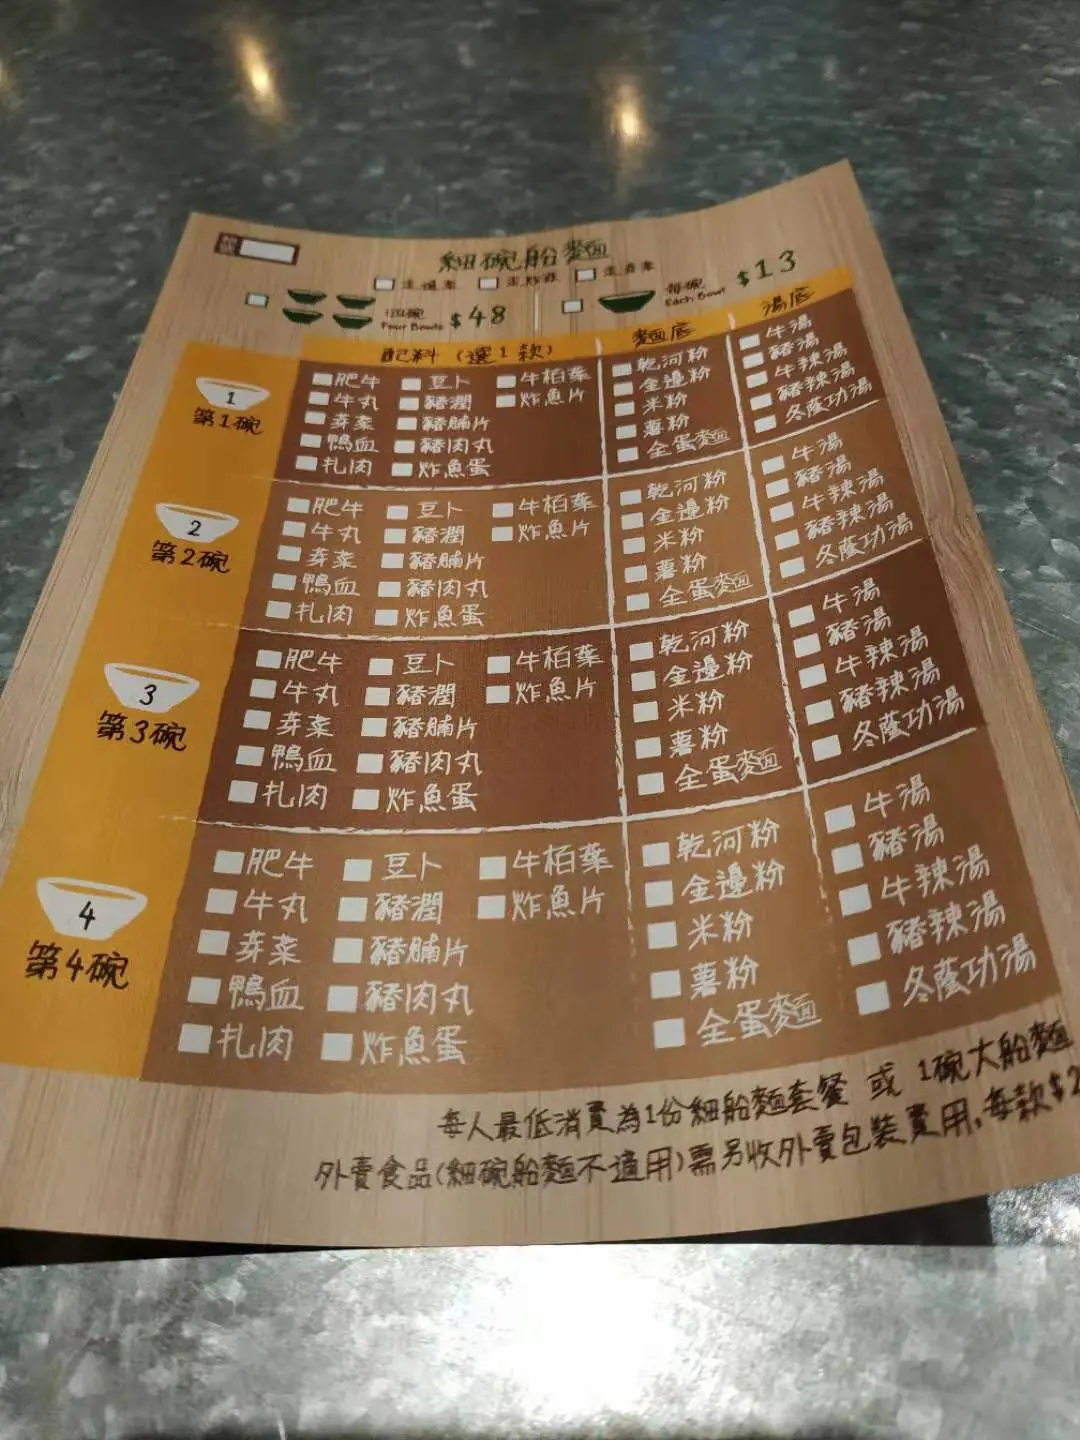 細碗船麵
走
走炸蒜
走
四碗 Four Bowls $48
每碗 Each Bowl $13
配料 (選1款) 麵底 湯底
1
第1碗
肥牛 豆卜 牛柏葉
牛丸 豬潤 炸魚片
芽菜 豬腩片
鴨血 豬肉丸
扎肉 炸魚蛋
乾河粉
金邊粉
米粉
薯粉
全蛋麵
牛湯
豬湯
牛辣湯
豬辣湯
冬蔭功湯
2
第2碗
肥牛 豆卜 牛柏葉
牛丸 豬潤 炸魚片
芽菜 豬腩片
鴨血 豬肉丸
扎肉 炸魚蛋
乾河粉
金邊粉
米粉
薯粉
全蛋麵
牛湯
豬湯
牛辣湯
豬辣湯
冬蔭功湯
3
第3碗
肥牛 豆卜 牛柏葉
牛丸 豬潤 炸魚片
芽菜 豬腩片
鴨血 豬肉丸
扎肉 炸魚蛋
乾河粉
金邊粉
米粉
薯粉
全蛋麵
牛湯
豬湯
牛辣湯
豬辣湯
冬蔭功湯
4
第4碗
肥牛 豆卜 牛柏葉
牛丸 豬潤 炸魚片
芽菜 豬腩片
鴨血 豬肉丸
扎肉 炸魚蛋
乾河粉
金邊粉
米粉
薯粉
全蛋麵
牛湯
豬湯
牛辣湯
豬辣湯
冬蔭功湯
每人最低消費為1份細船麵套餐 或 1碗大船麵
外賣食品(細碗船麵不適用)需另收外賣包裝費用,每款$2